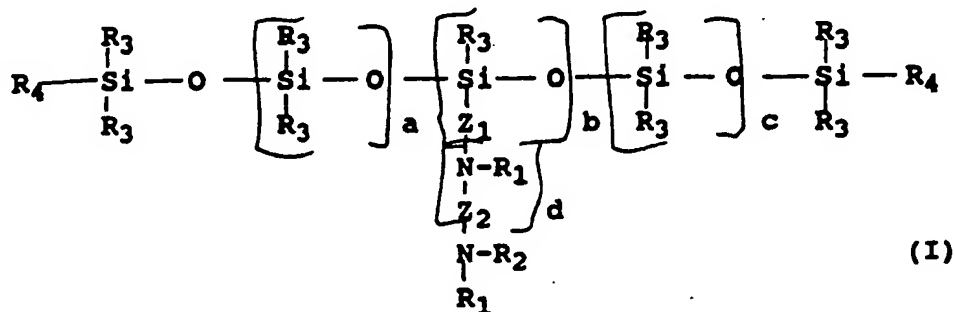 R3 R3 R3 R3 R3
R4 — Si — O — Si — O — Si — O — Si — O — Si — R4
R3 R3 Z1 R3 R3
a b c
N-R1
Z2 d
N-R2
(I)
R1